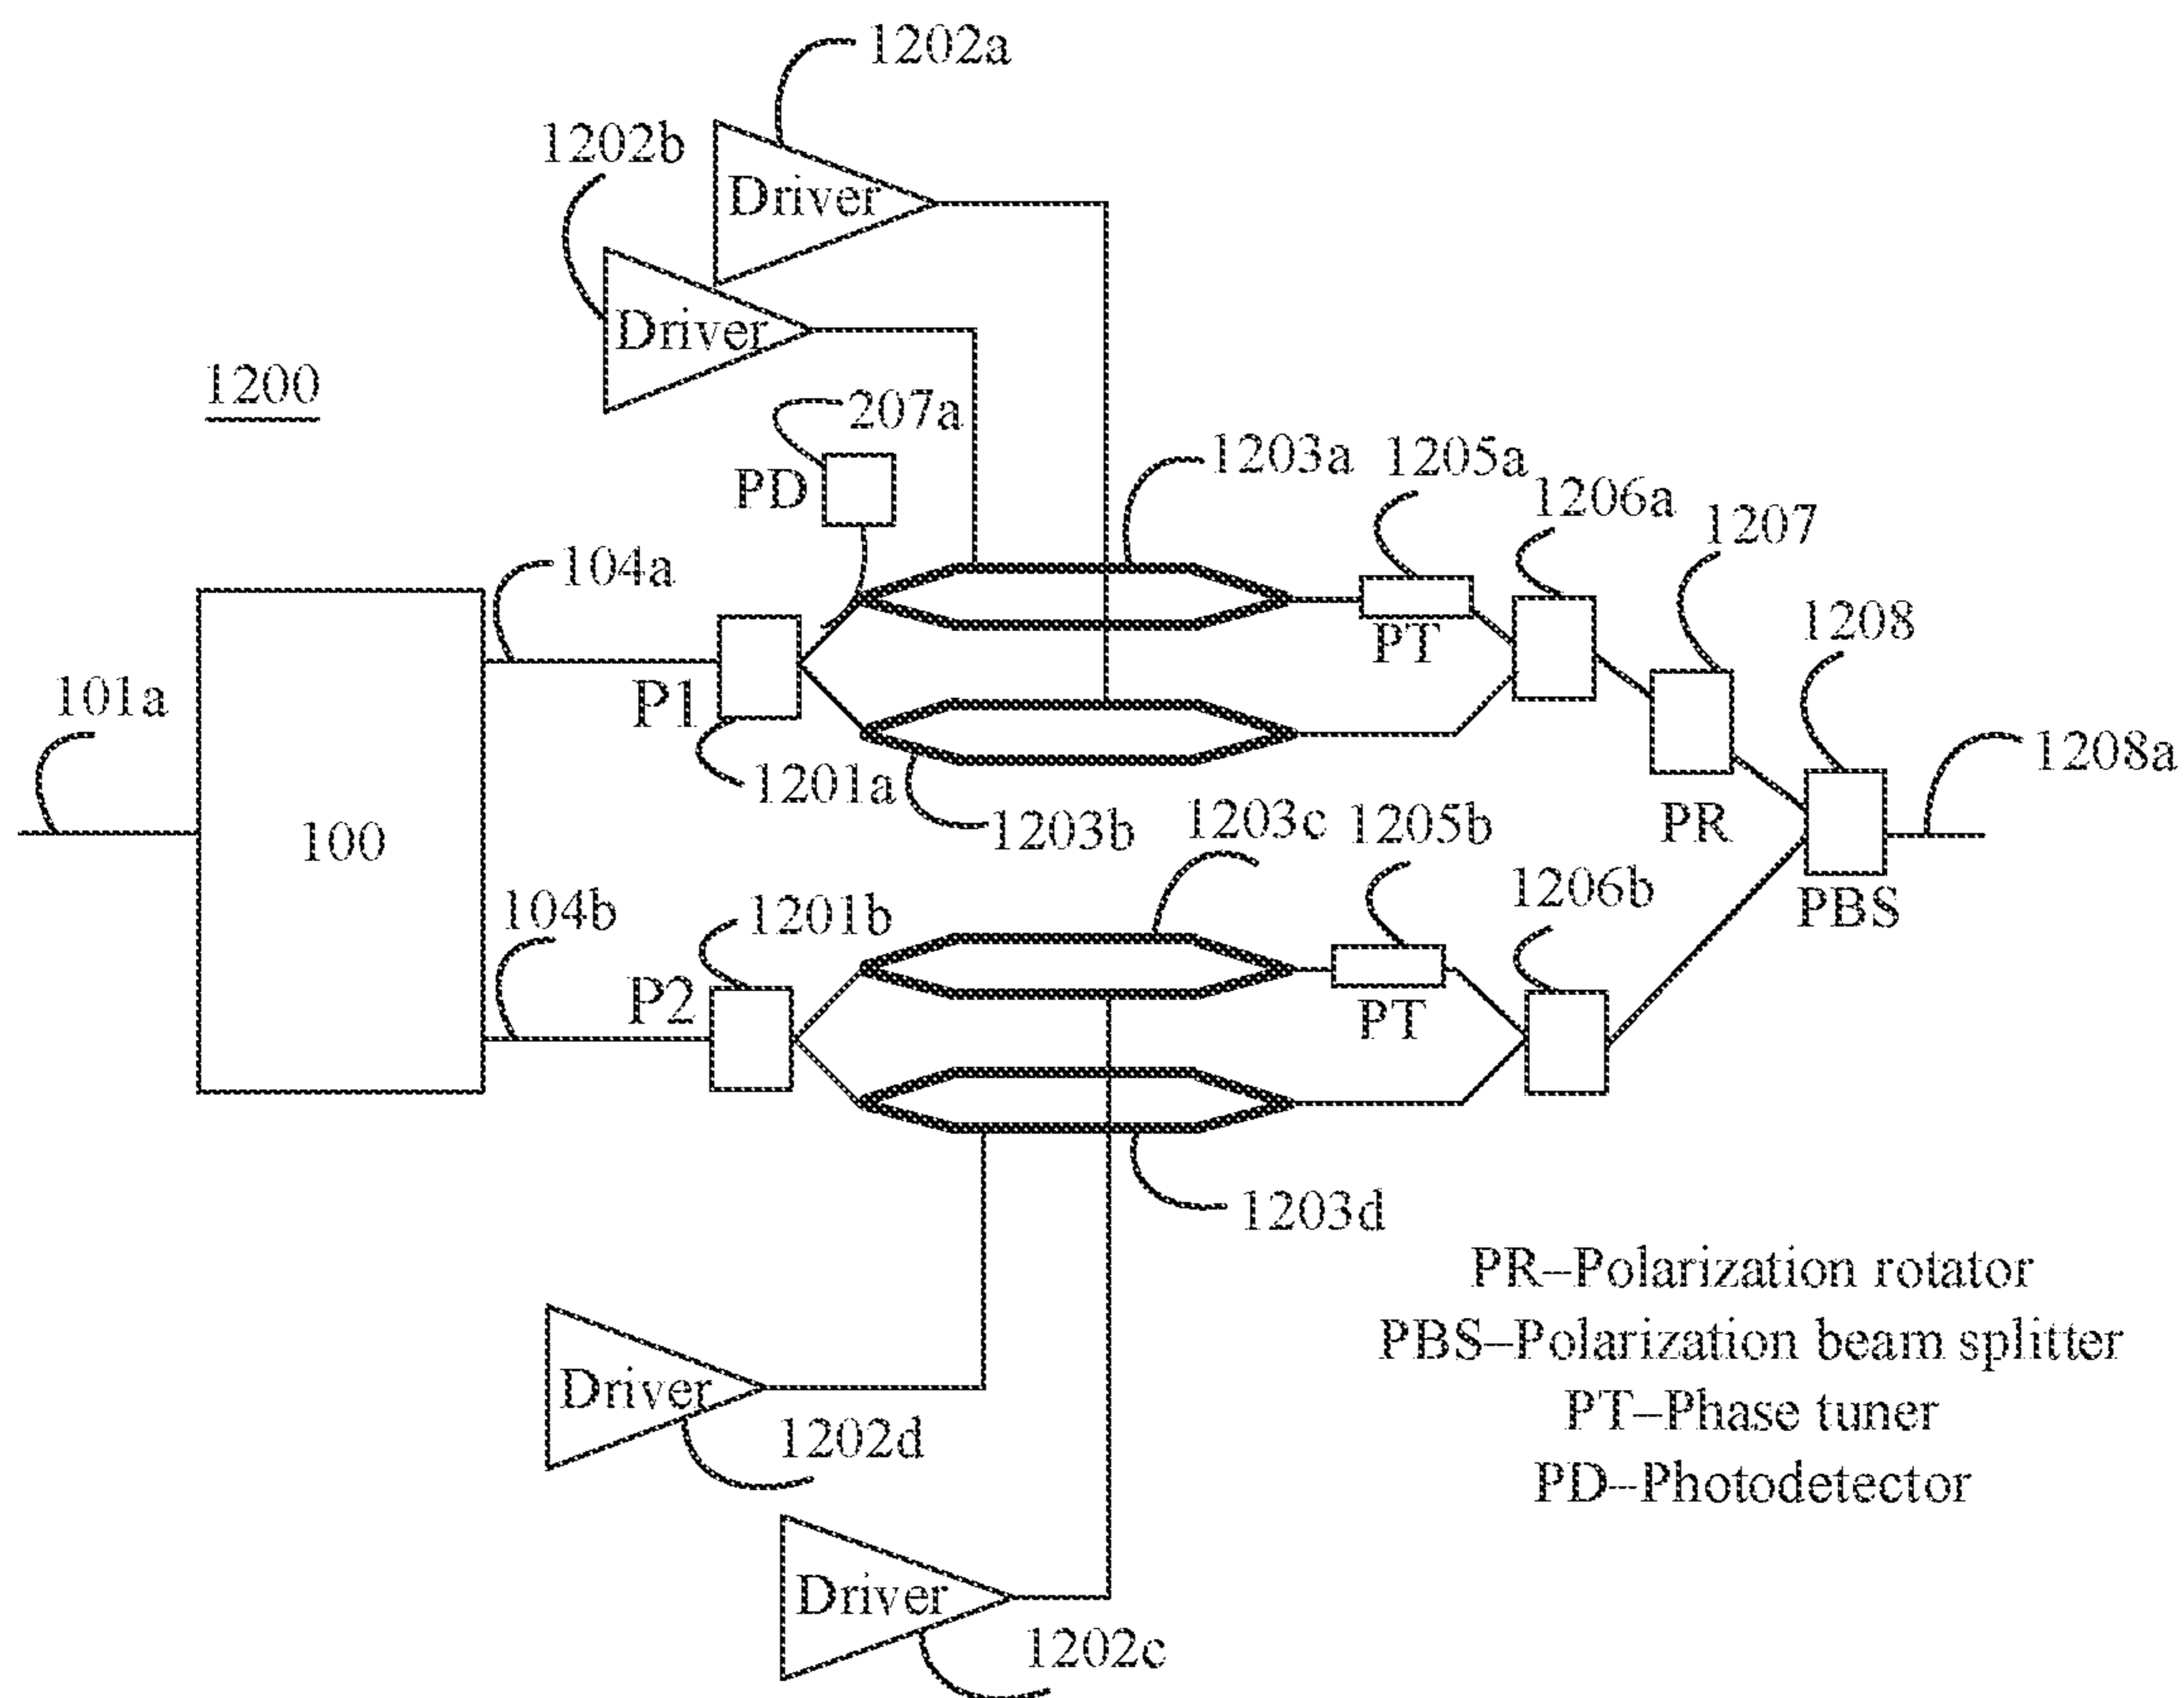 1202a
1202b
Driver
Driver
1200
207a
PD
1203a
1205a
1206a
1207
104a
PT
1208
101a
P1
1208a
1201a
1203b
1203c
1205b
PR
100
104b
1201b
1206b
PBS
P2
PT
1203d
PR–Polarization rotator
PBS–Polarization beam splitter
Driver
PT–Phase tuner
1202d
PD--Photodetector
Driver
1202c